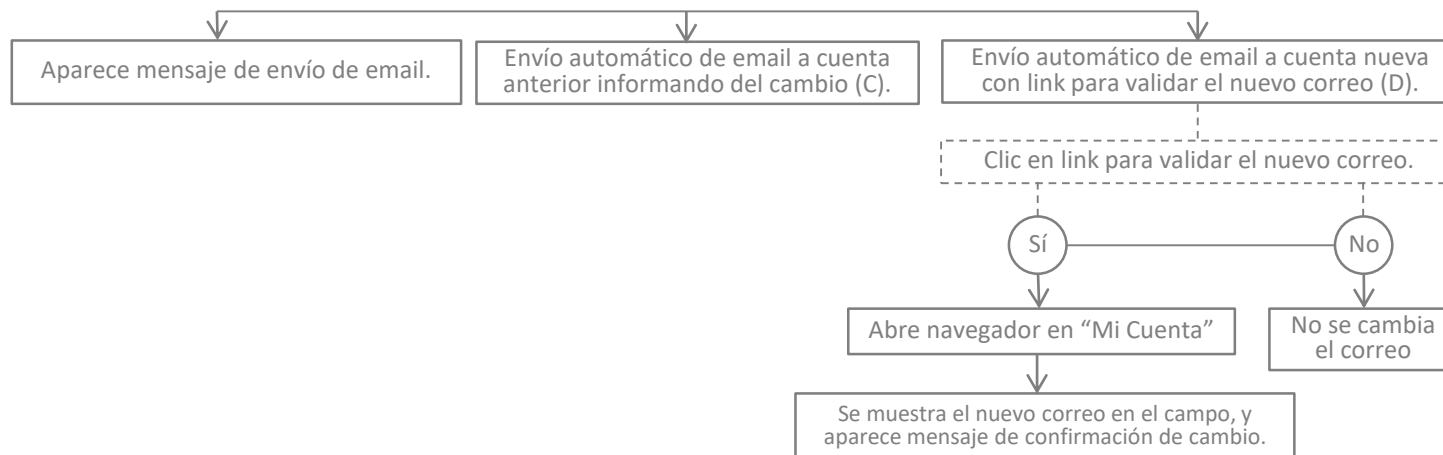 Aparece mensaje de envío de email.
Envío automático de email a cuenta
anterior informando del cambio (C).
Envío automático de email a cuenta nueva
con link para validar el nuevo correo (D).
Clic en link para validar el nuevo correo.
Sí
No
Abre navegador en “Mi Cuenta”
No se cambia
el correo
Se muestra el nuevo correo en el campo, y
aparece mensaje de confirmación de cambio.